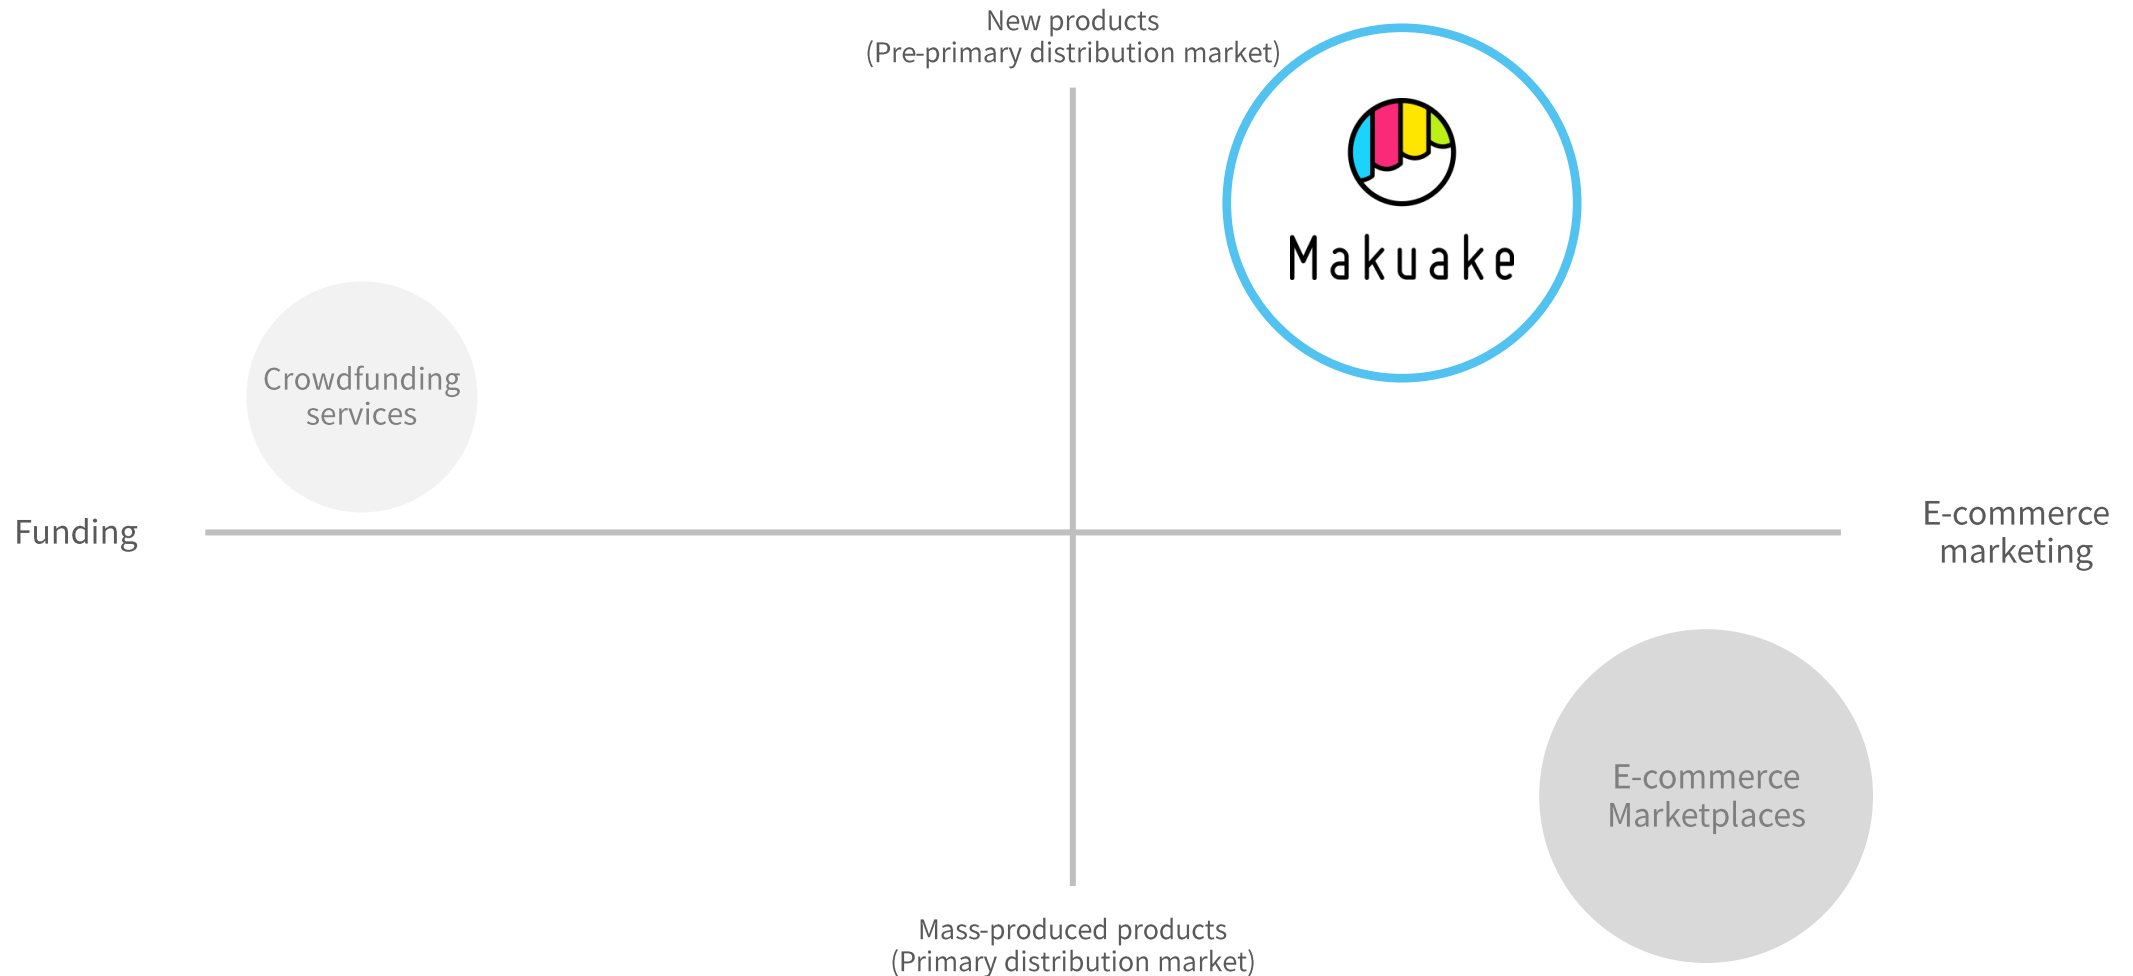 New products
(Pre-primary distribution market)
Makuake
Crowdfunding
services
Funding
E-commerce
marketing
E-commerce
Marketplaces
Mass-produced products
(Primary distribution market)